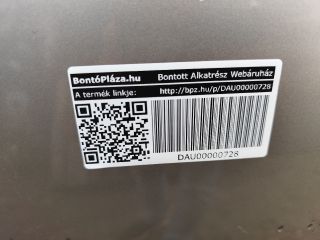 BontóPláza.hu Bontott Alkatrész Webáruház
A termék linkje: http://bpz.hu/p/DAU00000728
DAU00000728